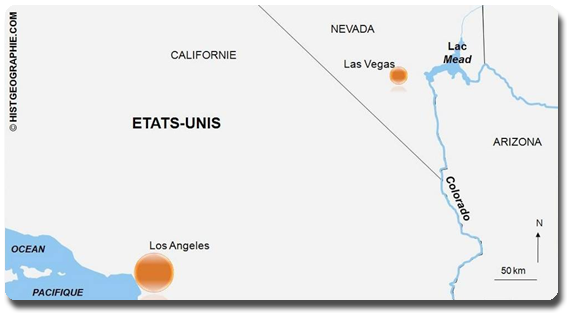 © HISTGEOGRAPHIE.COM
NEVADA
CALIFORNIE
Lac
Mead
Las Vegas
ETATS-UNIS
ARIZONA
Colorado
N
Los Angeles
OCEAN
50 km
PACIFIQUE